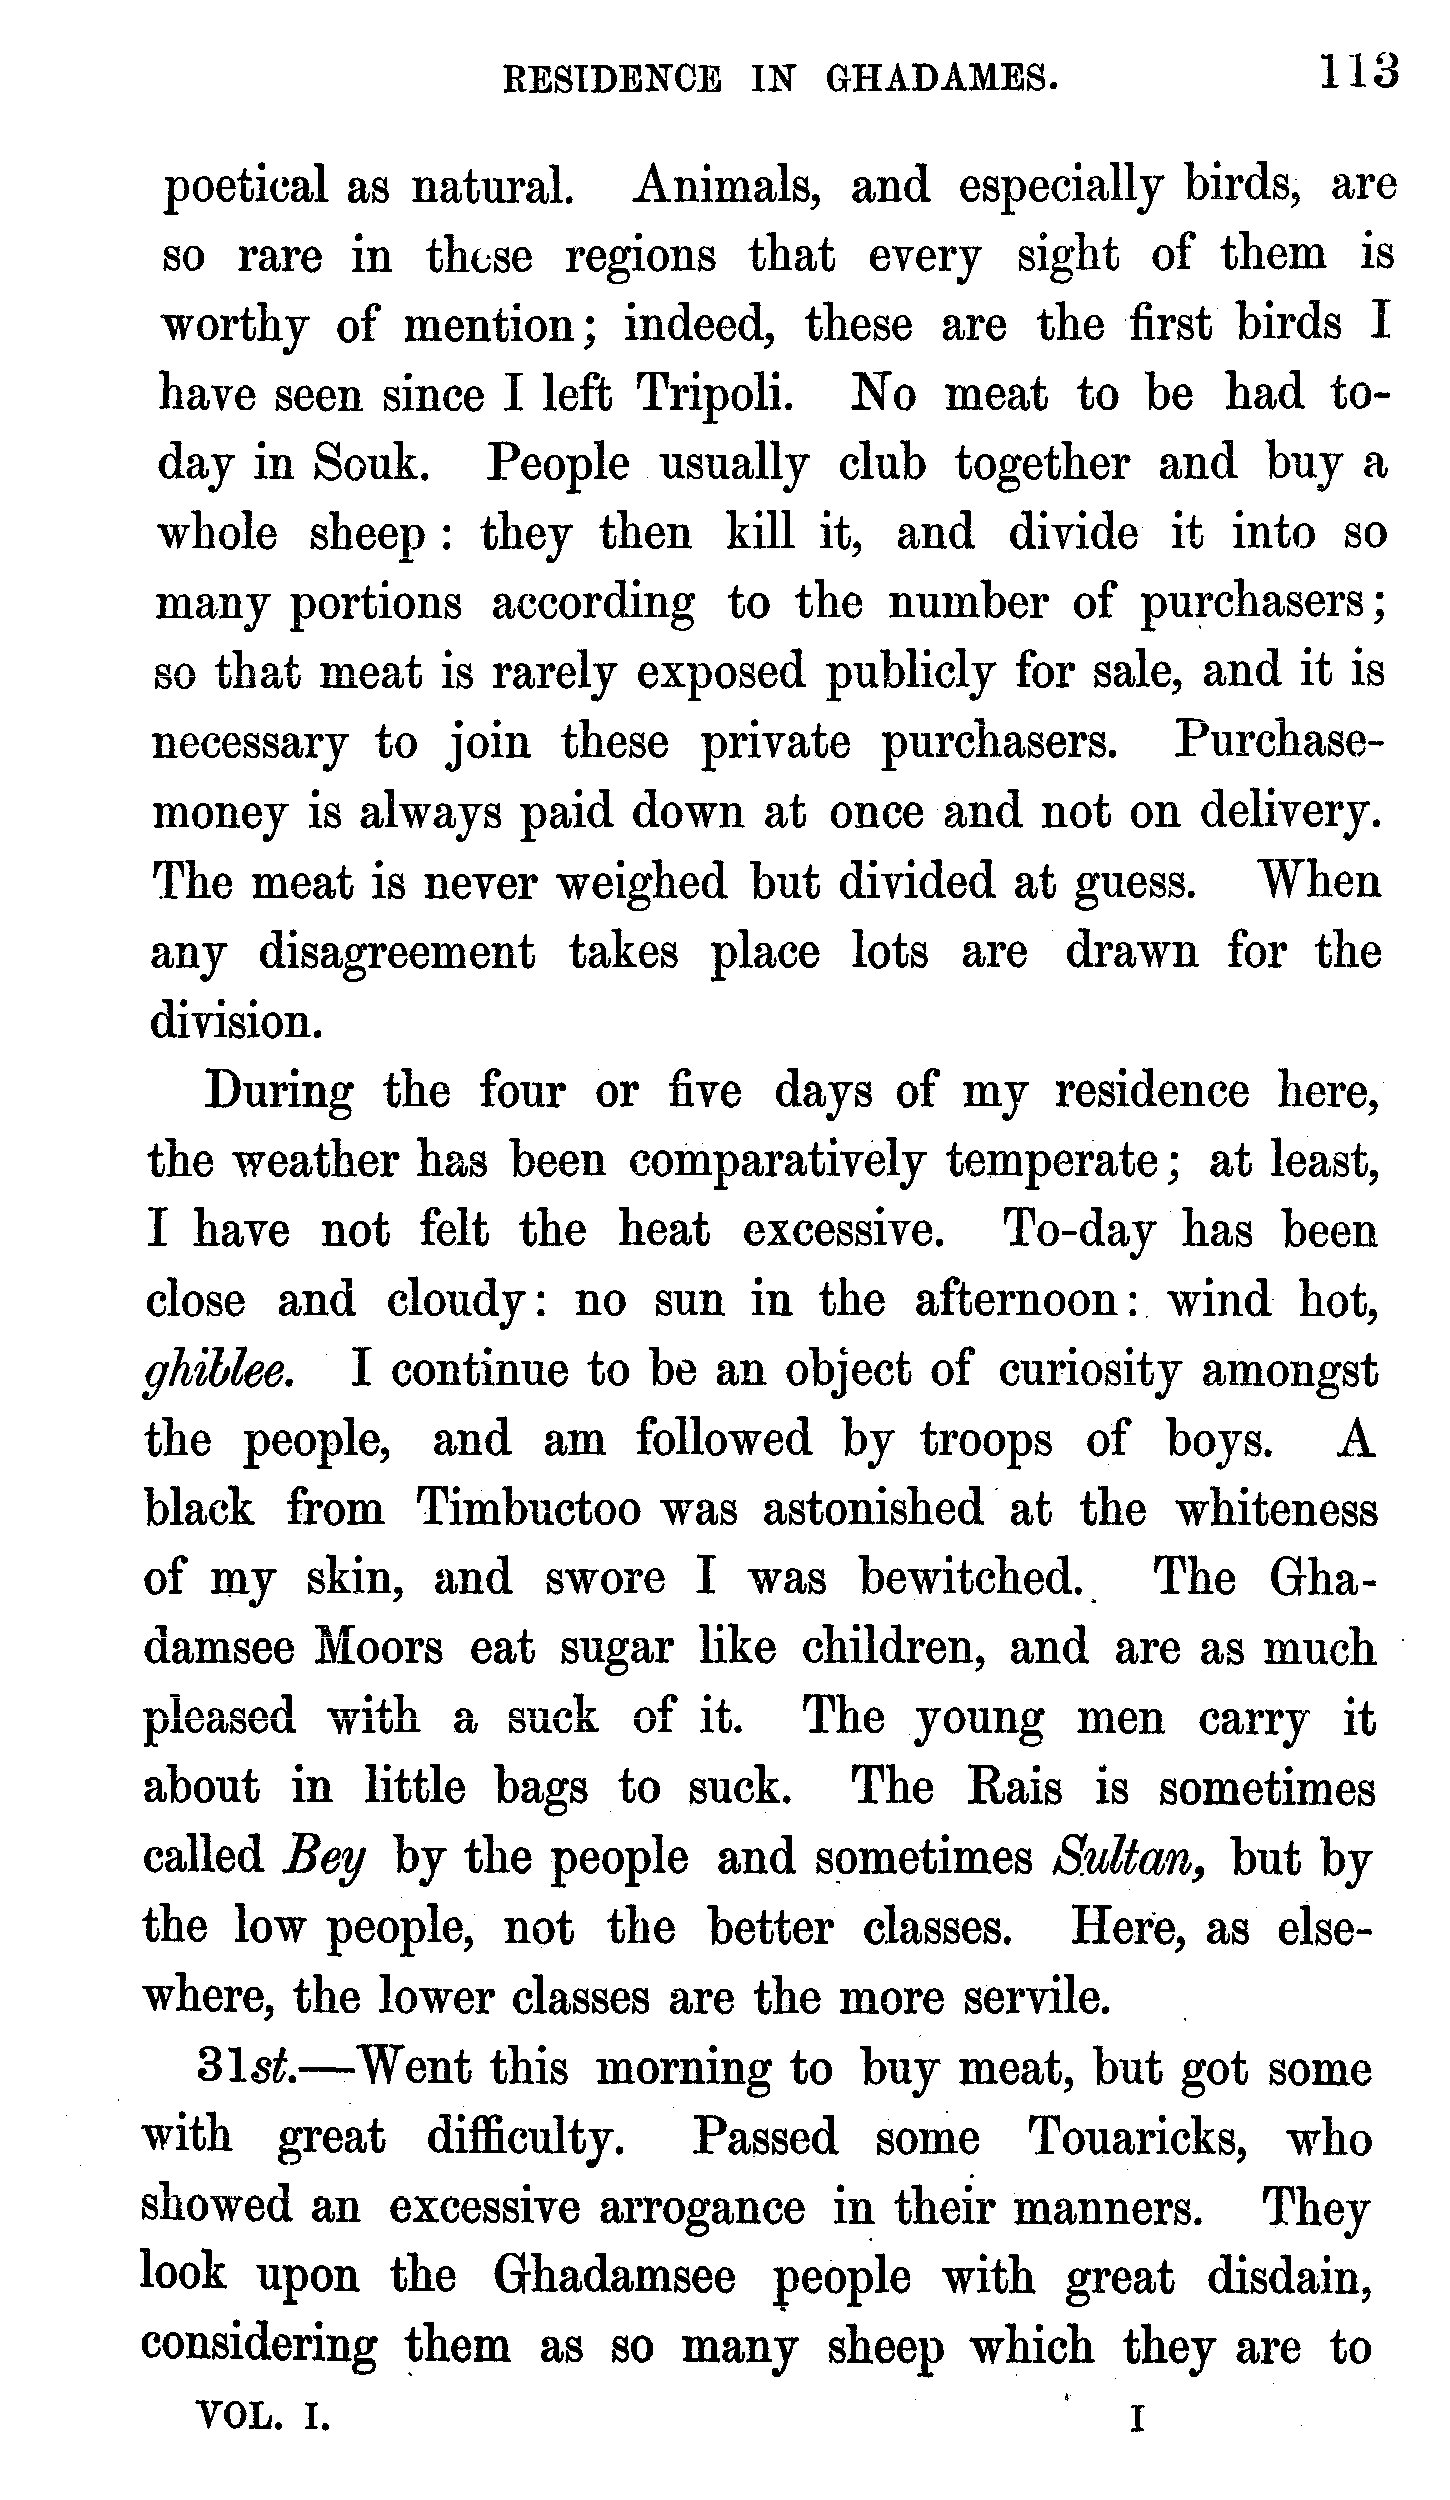 RESIDENCE IN GHADAMES. 113
poetical as natural. Animals, and especially birds, are
so rare in these regions that every sight of them is
worthy of mention; indeed, these are the first birds I
have seen since I left Tripoli. No meat to be had to-
day in Souk. People usually club together and buy a
whole sheep: they then kill it, and divide it into so
many portions according to the number of purchasers;
so that meat is rarely exposed publicly for sale, and it is
necessary to join these private purchasers. Purchase-
money is always paid down at once and not on delivery.
The meat is never weighed but divided at guess. When
any disagreement takes place lots are drawn for the
division.
During the four or five days of my residence here,
the weather has been comparatively temperate; at least,
I have not felt the heat excessive. To-day has been
close and cloudy: no sun in the afternoon: wind hot,
ghiblee. I continue to be an object of curiosity amongst
the people, and am followed by troops of boys. A
black from Timbuctoo was astonished at the whiteness
of my skin, and swore I was bewitched. The Gha-
damsee Moors eat sugar like children, and are as much
pleased with a suck of it. The young men carry it
about in little bags to suck. The Rais is sometimes
called Bey by the people and sometimes Sultan, but by
the low people, not the better classes. Here, as else-
where, the lower classes are the more servile.
31st.—Went this morning to buy meat, but got some
with great difficulty. Passed some Touaricks, who
showed an excessive arrogance in their manners. They
look upon the Ghadamsee people with great disdain,
considering them as so many sheep which they are to
VOL. I. I